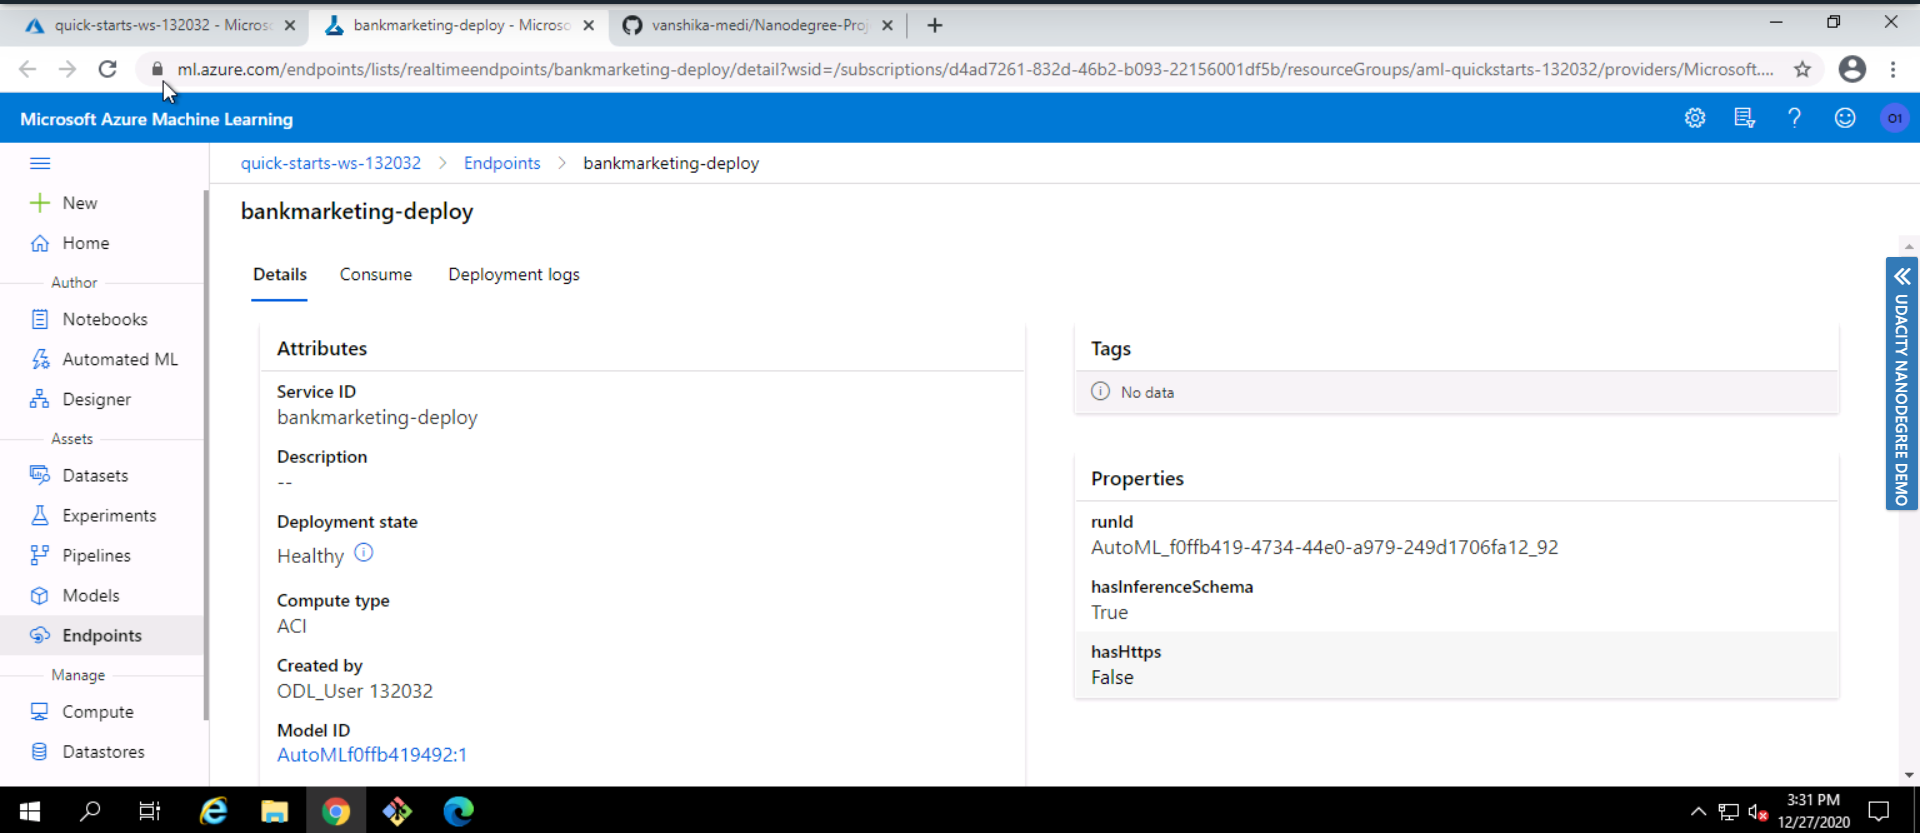 quick-starts-ws-132032 - Micros
bankmarketing-deploy - Microso
vanshika-medi/Nanodegree-Proj
ml.azure.com/endpoints/lists/realtimeendpoints/bankmarketing-deploy/detail?wsid=/subscriptions/d4ad7261-832d-46b2-b093-22156001df5b/resourceGroups/aml-quickstarts-132032/providers/Microsoft....
Microsoft Azure Machine Learning
O1
quick-starts-ws-132032 > Endpoints > bankmarketing-deploy
New
Home
Author
Notebooks
Automated ML
Designer
Assets
Datasets
Experiments
Pipelines
Models
Endpoints
Manage
Compute
Datastores
bankmarketing-deploy
Details Consume Deployment logs
Attributes
Service ID
bankmarketing-deploy
Description
--
Deployment state
Healthy
Compute type
ACI
Created by
ODL_User 132032
Model ID
AutoMLf0ffb419492:1
Tags
No data
Properties
runId
AutoML_f0ffb419-4734-44e0-a979-249d1706fa12_92
hasInferenceSchema
True
hasHttps
False
UDACITY NANODEGREE DEMO
3:31 PM
12/27/2020